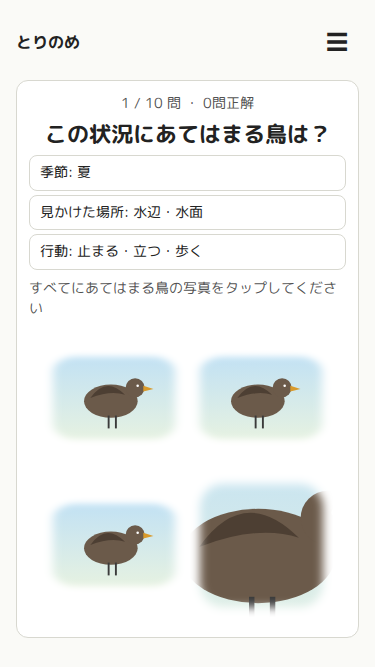 とりのめ
1 / 10 問 · 0問正解
この状況にあてはまる鳥は？
季節: 夏
見かけた場所: 水辺・水面
行動: 止まる・立つ・歩く
すべてにあてはまる鳥の写真をタップしてくださ
い